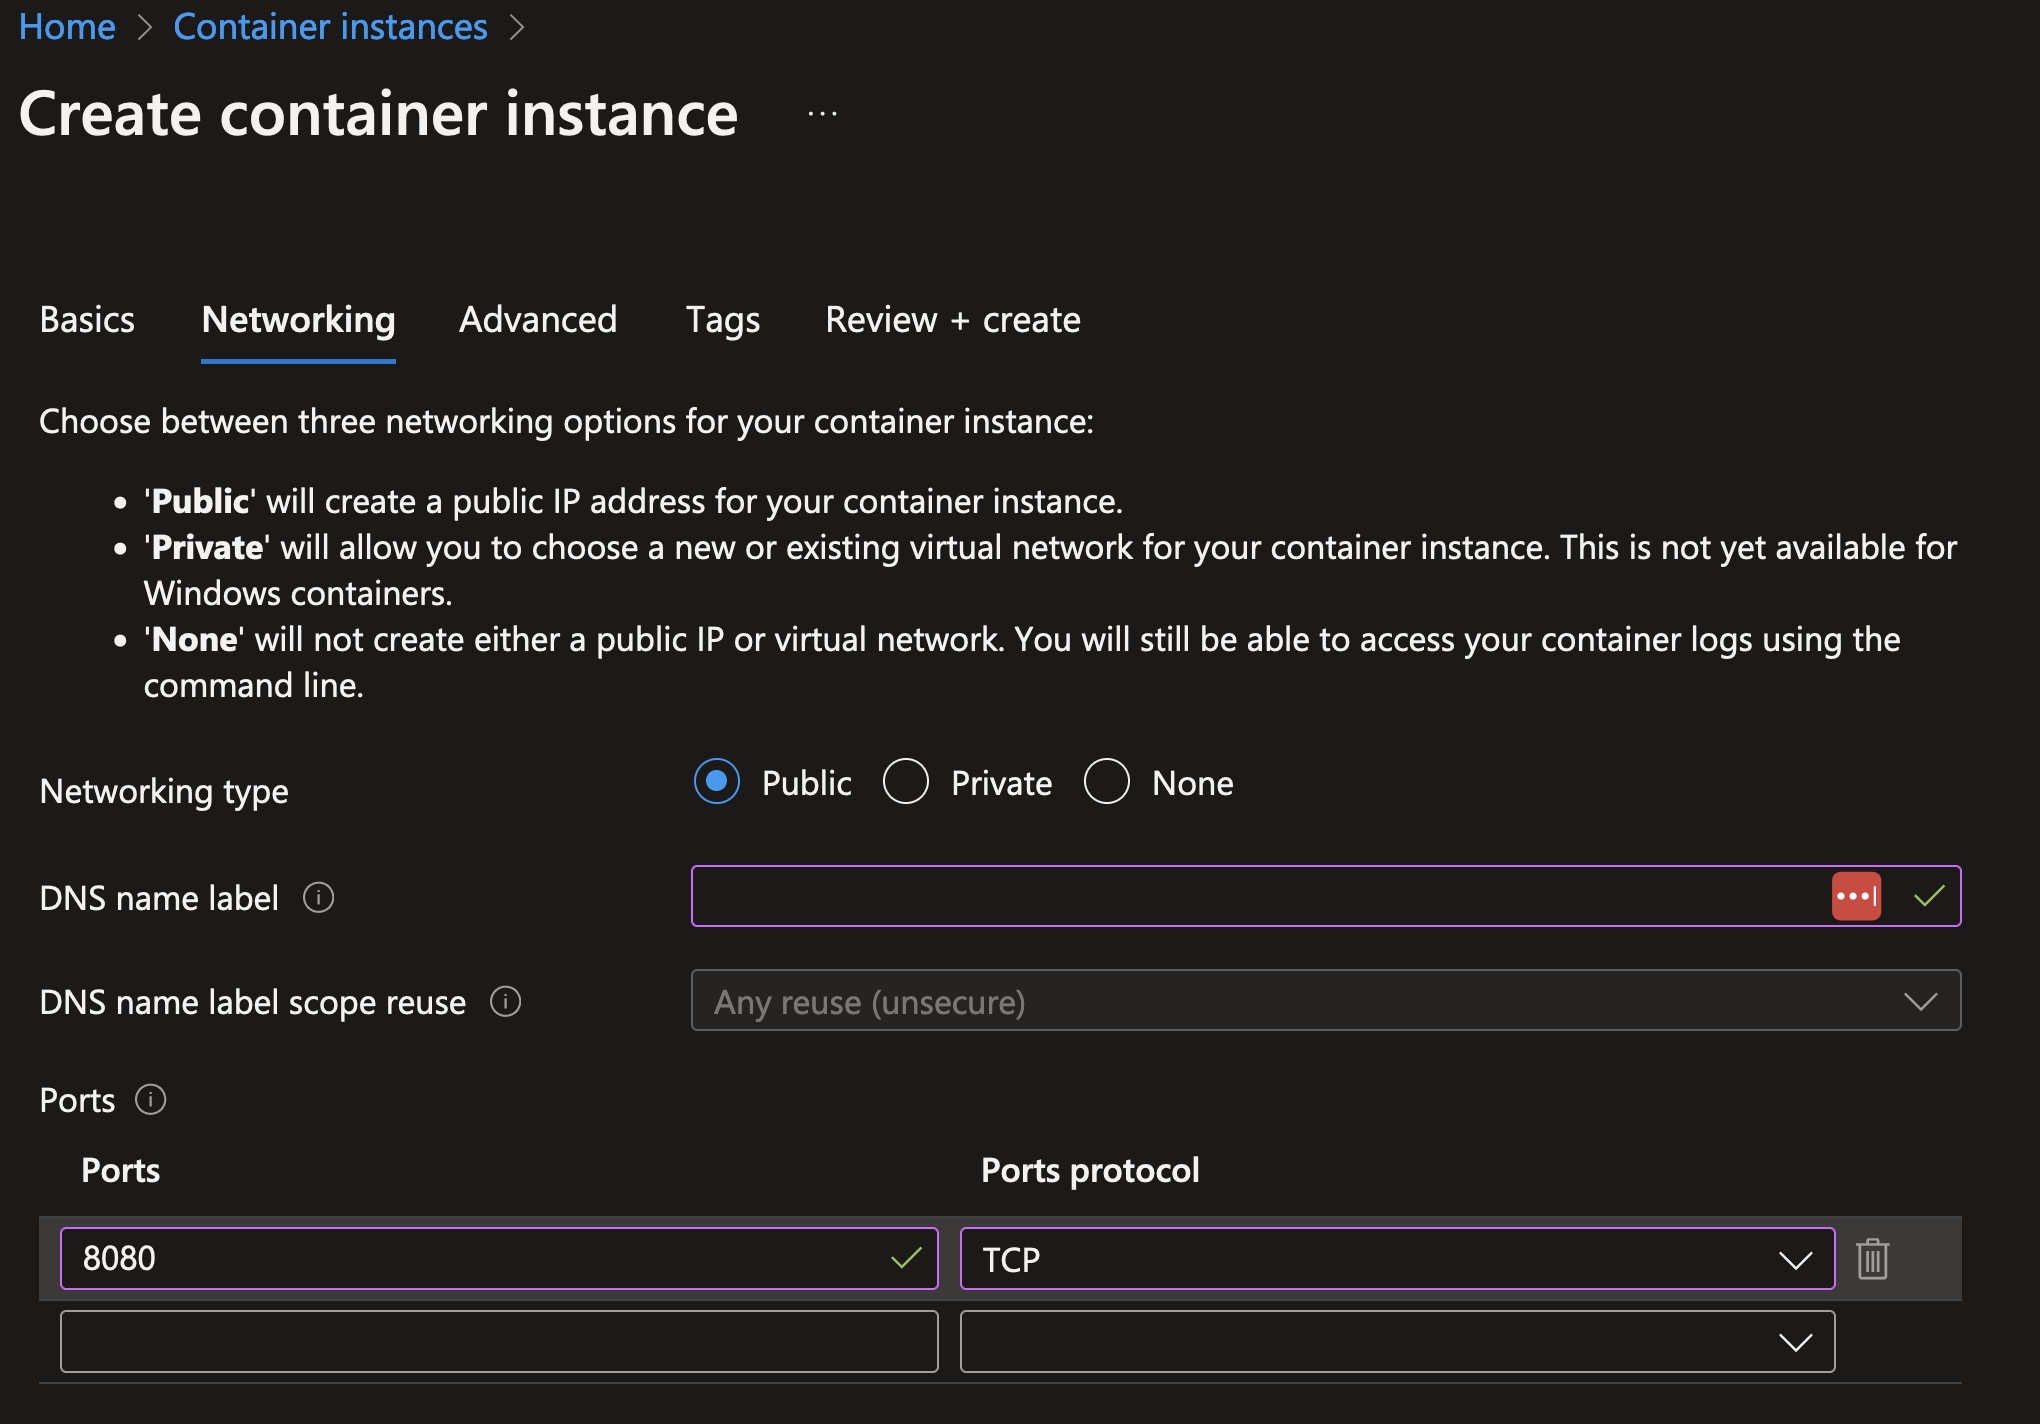 Home > Container instances >
Create container instance ...
Basics Networking Advanced Tags Review + create
Choose between three networking options for your container instance:
• 'Public' will create a public IP address for your container instance.
• 'Private' will allow you to choose a new or existing virtual network for your container instance. This is not yet available for
Windows containers.
• 'None' will not create either a public IP or virtual network. You will still be able to access your container logs using the
command line.
Networking type Public Private None
DNS name label
DNS name label scope reuse Any reuse (unsecure)
Ports
Ports Ports protocol
8080 TCP